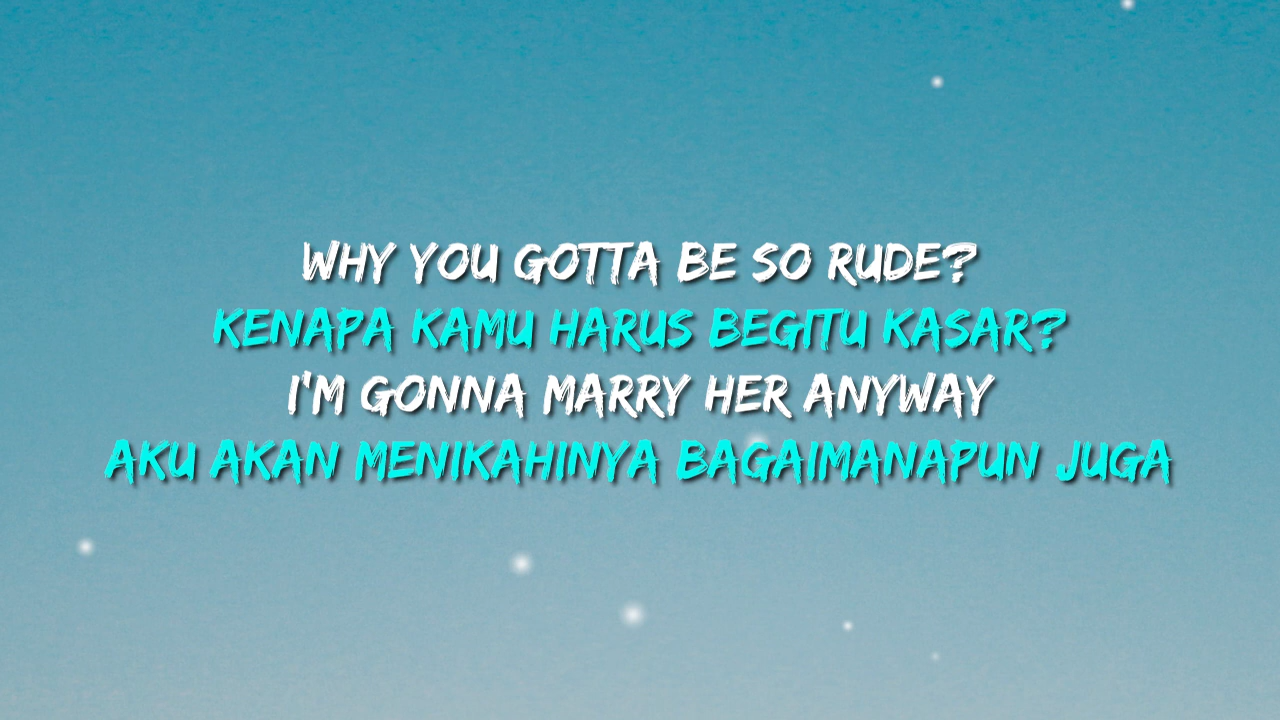 WHY YOU GOTTA BE SO RUDE?
KENAPA KAMU HARUS BEGITU KASAR?
I'M GONNA MARRY HER ANYWAY
AKU AKAN MENIKAHINYA BAGAIMANAPUN JUGA